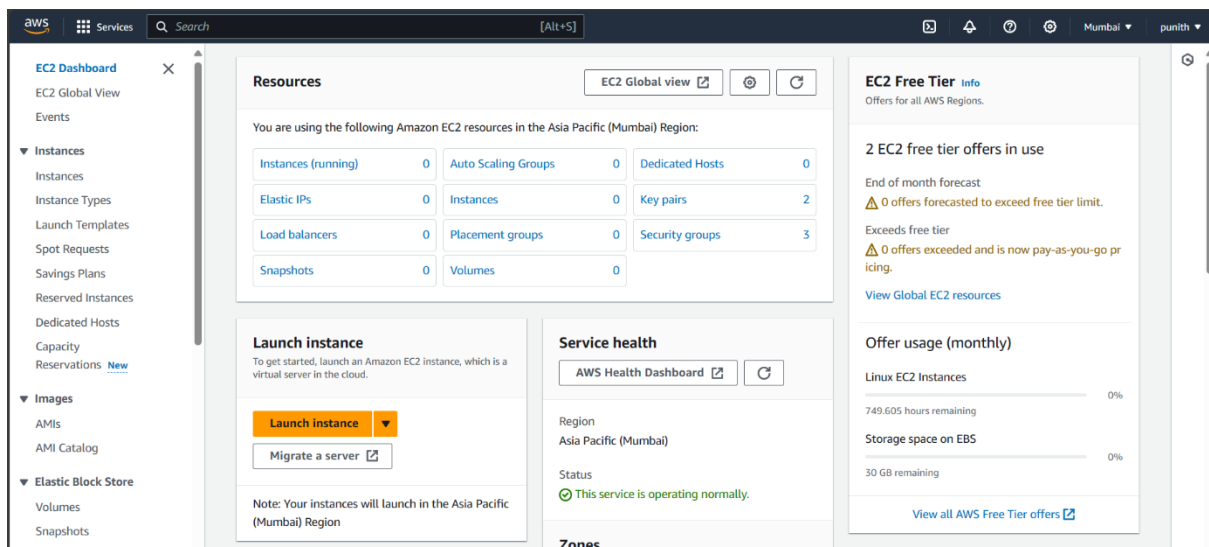 aws
Services
Search
[Alt+S]
Mumbai
punith
EC2 Dashboard
EC2 Global View
Events
Instances
Instances
Instance Types
Launch Templates
Spot Requests
Savings Plans
Reserved Instances
Dedicated Hosts
Capacity
Reservations New
Images
AMIs
AMI Catalog
Elastic Block Store
Volumes
Snapshots
Resources
EC2 Global view
You are using the following Amazon EC2 resources in the Asia Pacific (Mumbai) Region:
Instances (running) 0
Auto Scaling Groups 0
Dedicated Hosts 0
Elastic IPs 0
Instances 0
Key pairs 2
Load balancers 0
Placement groups 0
Security groups 3
Snapshots 0
Volumes 0
Launch instance
To get started, launch an Amazon EC2 instance, which is a
virtual server in the cloud.
Launch instance
Migrate a server
Note: Your instances will launch in the Asia Pacific
(Mumbai) Region
Service health
AWS Health Dashboard
Region
Asia Pacific (Mumbai)
Status
This service is operating normally.
Zones
EC2 Free Tier Info
Offers for all AWS Regions.
2 EC2 free tier offers in use
End of month forecast
0 offers forecasted to exceed free tier limit.
Exceeds free tier
0 offers exceeded and is now pay-as-you-go pr
icing.
View Global EC2 resources
Offer usage (monthly)
Linux EC2 Instances
0%
749.605 hours remaining
Storage space on EBS
0%
30 GB remaining
View all AWS Free Tier offers